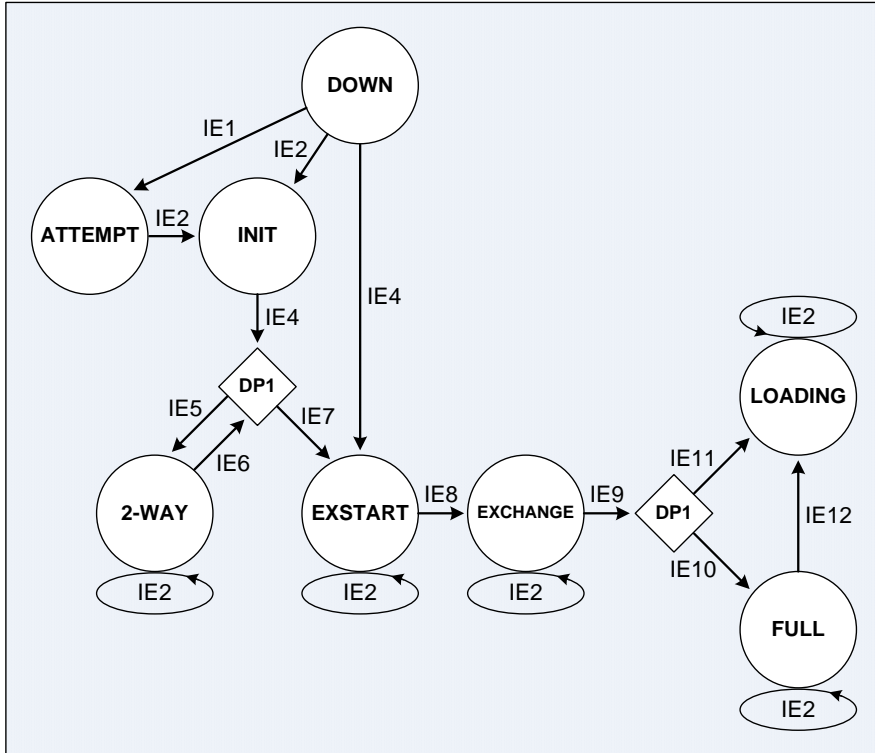 DOWN
IE1
IE2
ATTEMPT
IE2
INIT
IE4
IE4
IE2
DP1
LOADING
IE5
IE7
IE6
IE11
2-WAY
EXSTART
IE8
EXCHANGE
IE9
DP1
IE12
IE10
IE2
IE2
IE2
FULL
IE2